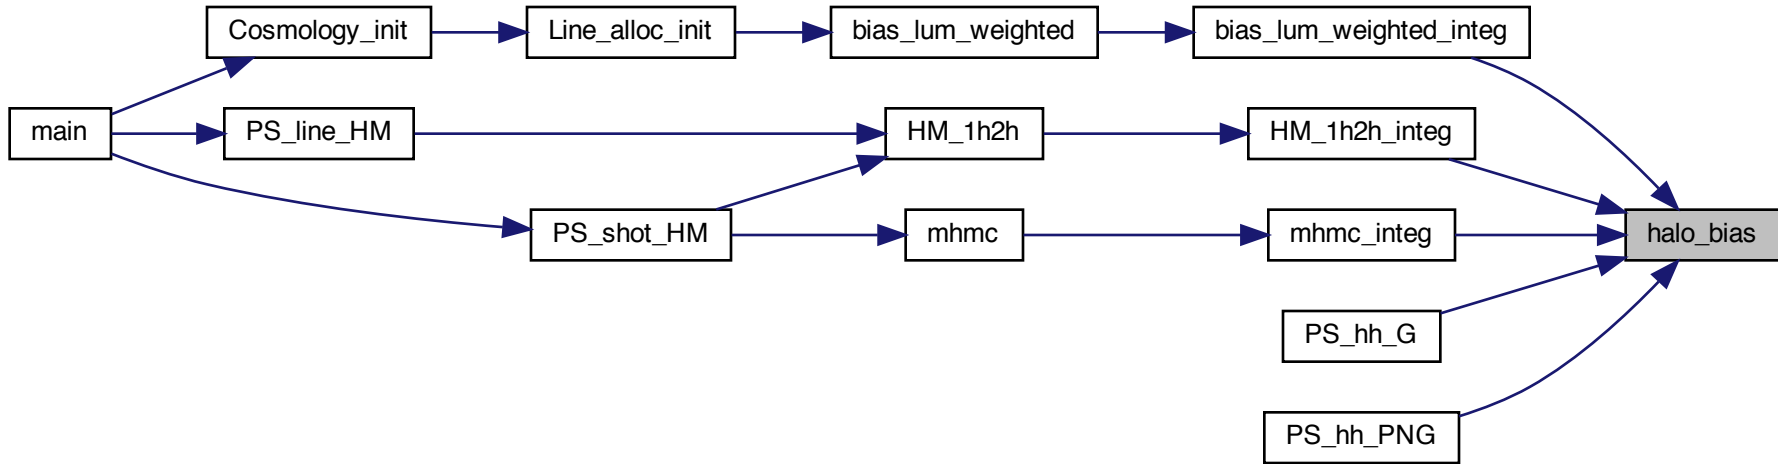 Cosmology_init
Line_alloc_init
bias_lum_weighted
bias_lum_weighted_integ
main
PS_line_HM
HM_1h2h
HM_1h2h_integ
PS_shot_HM
mhmc
mhmc_integ
halo_bias
PS_hh_G
PS_hh_PNG